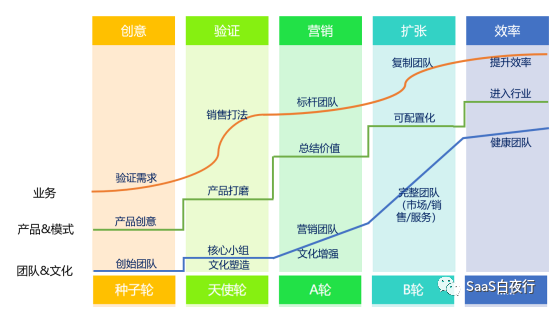 创意 验证 营销 扩张 效率
复制团队 提升效率
标杆团队 进入行业
销售打法 可配置化
总结价值 健康团队
验证需求
业务 产品打磨 完整团队
（市场/销
售/服务）
产品&模式 产品创意 营销团队
核心小组
文化增强
团队&文化 创始团队 文化塑造
种子轮 天使轮 A轮 B轮
SaaS白夜行